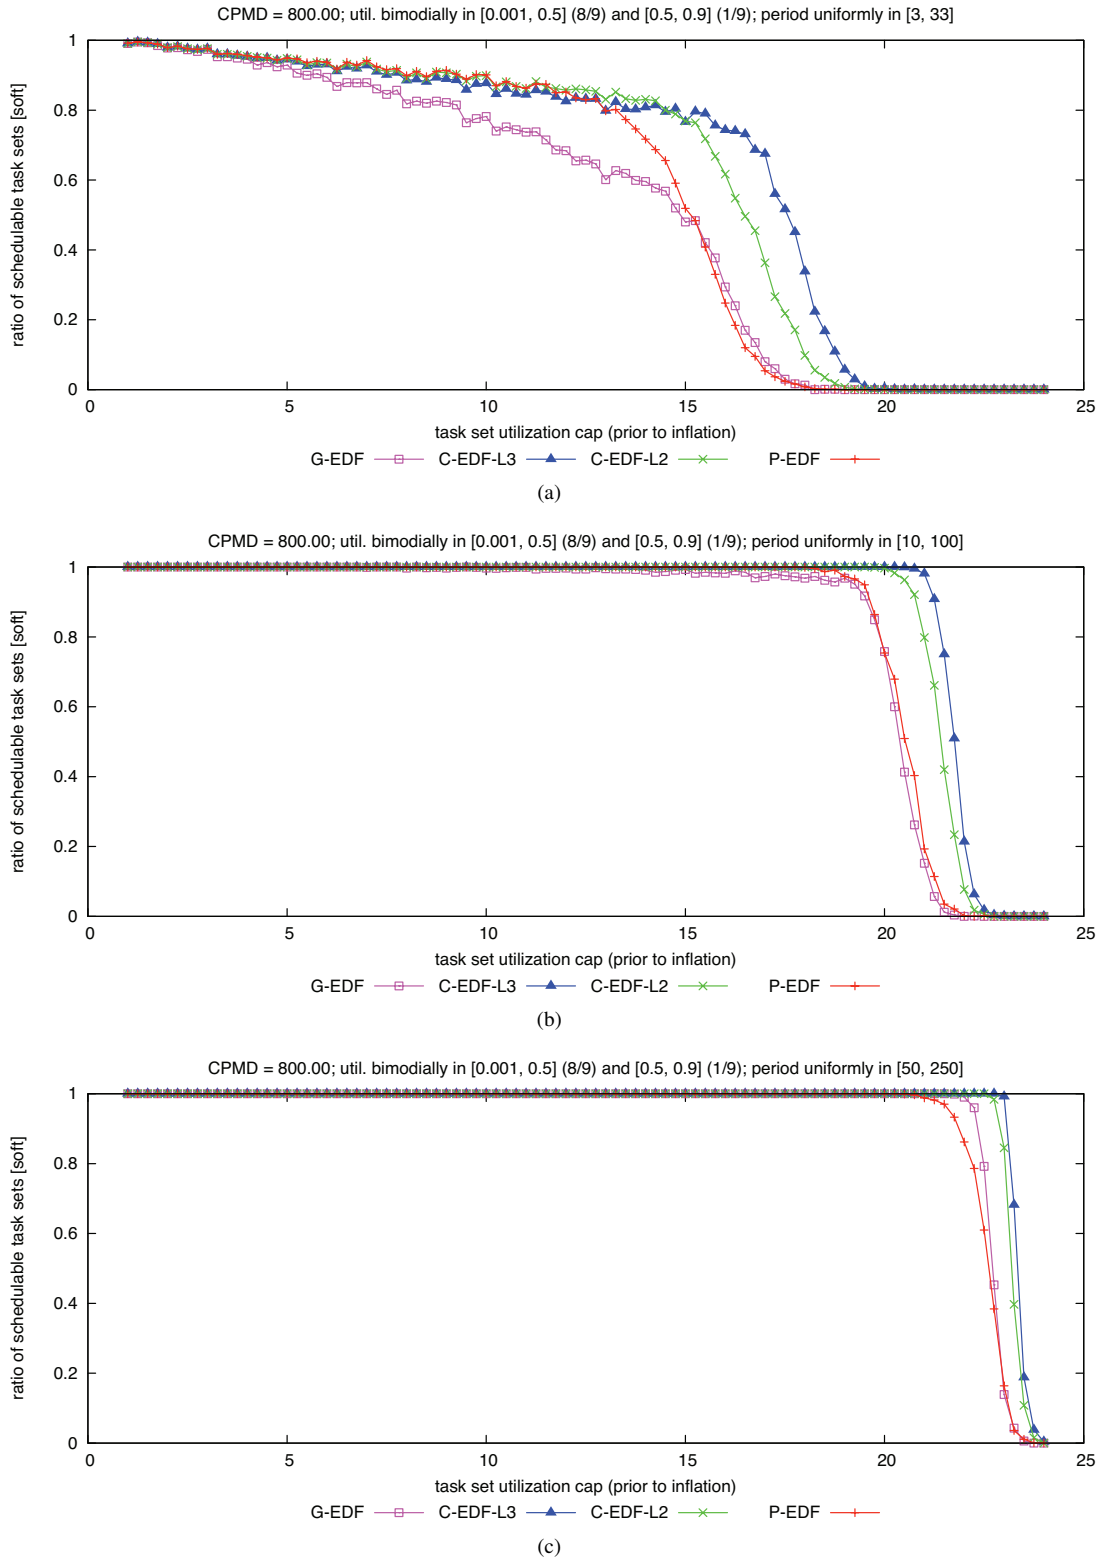 CPMD = 800.00; util. bimodially in [0.001, 0.5] (8/9) and [0.5, 0.9] (1/9); period uniformly in [3, 33]
ratio of schedulable task sets [soft]
1
0.8
0.6
0.4
0.2
0
0 5 10 15 20 25
task set utilization cap (prior to inflation)
G-EDF C-EDF-L3 C-EDF-L2 P-EDF
(a)
CPMD = 800.00; util. bimodially in [0.001, 0.5] (8/9) and [0.5, 0.9] (1/9); period uniformly in [10, 100]
ratio of schedulable task sets [soft]
1
0.8
0.6
0.4
0.2
0
0 5 10 15 20 25
task set utilization cap (prior to inflation)
G-EDF C-EDF-L3 C-EDF-L2 P-EDF
(b)
CPMD = 800.00; util. bimodially in [0.001, 0.5] (8/9) and [0.5, 0.9] (1/9); period uniformly in [50, 250]
ratio of schedulable task sets [soft]
1
0.8
0.6
0.4
0.2
0
0 5 10 15 20 25
task set utilization cap (prior to inflation)
G-EDF C-EDF-L3 C-EDF-L2 P-EDF
(c)